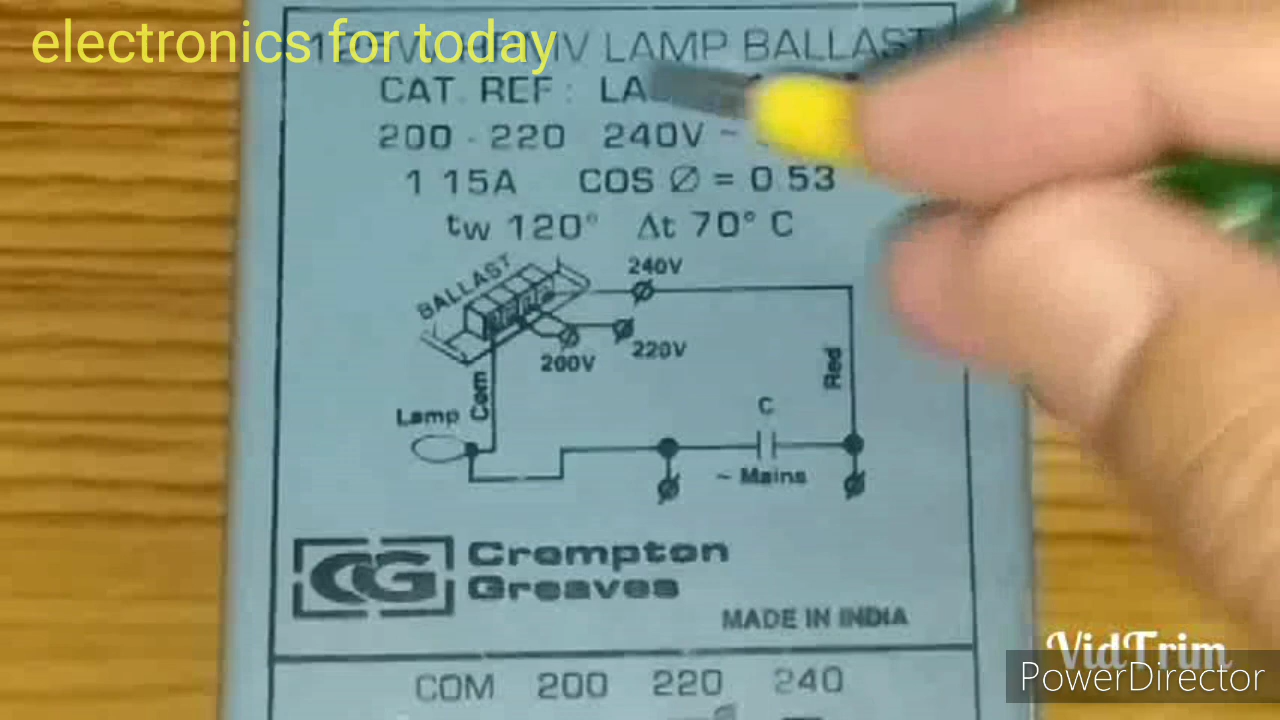 electronics for today
LAMP BALLAST
CAT. REF : LA
200 - 220 240V ~
1 15A COS Ø = 0.53
tw 120° Δt 70° C
BALLAST
240V
200V
220V
Red
Com
Lamp
C
~ Mains
CG Crompton
Greaves
MADE IN INDIA
COM 200 220 240
VidTrim
PowerDirector